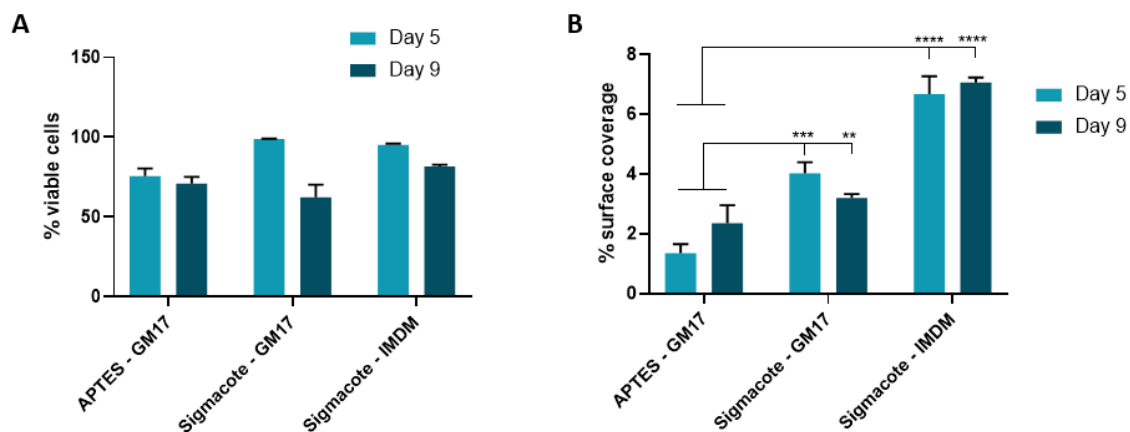 A
Day 5
Day 9
% viable cells
150
100
50
0
APTES - GM17
Sigmacote - GM17
Sigmacote - IMDM
B
**** ****
*** **
Day 5
Day 9
% surface coverage
8
6
4
2
0
APTES - GM17
Sigmacote - GM17
Sigmacote - IMDM